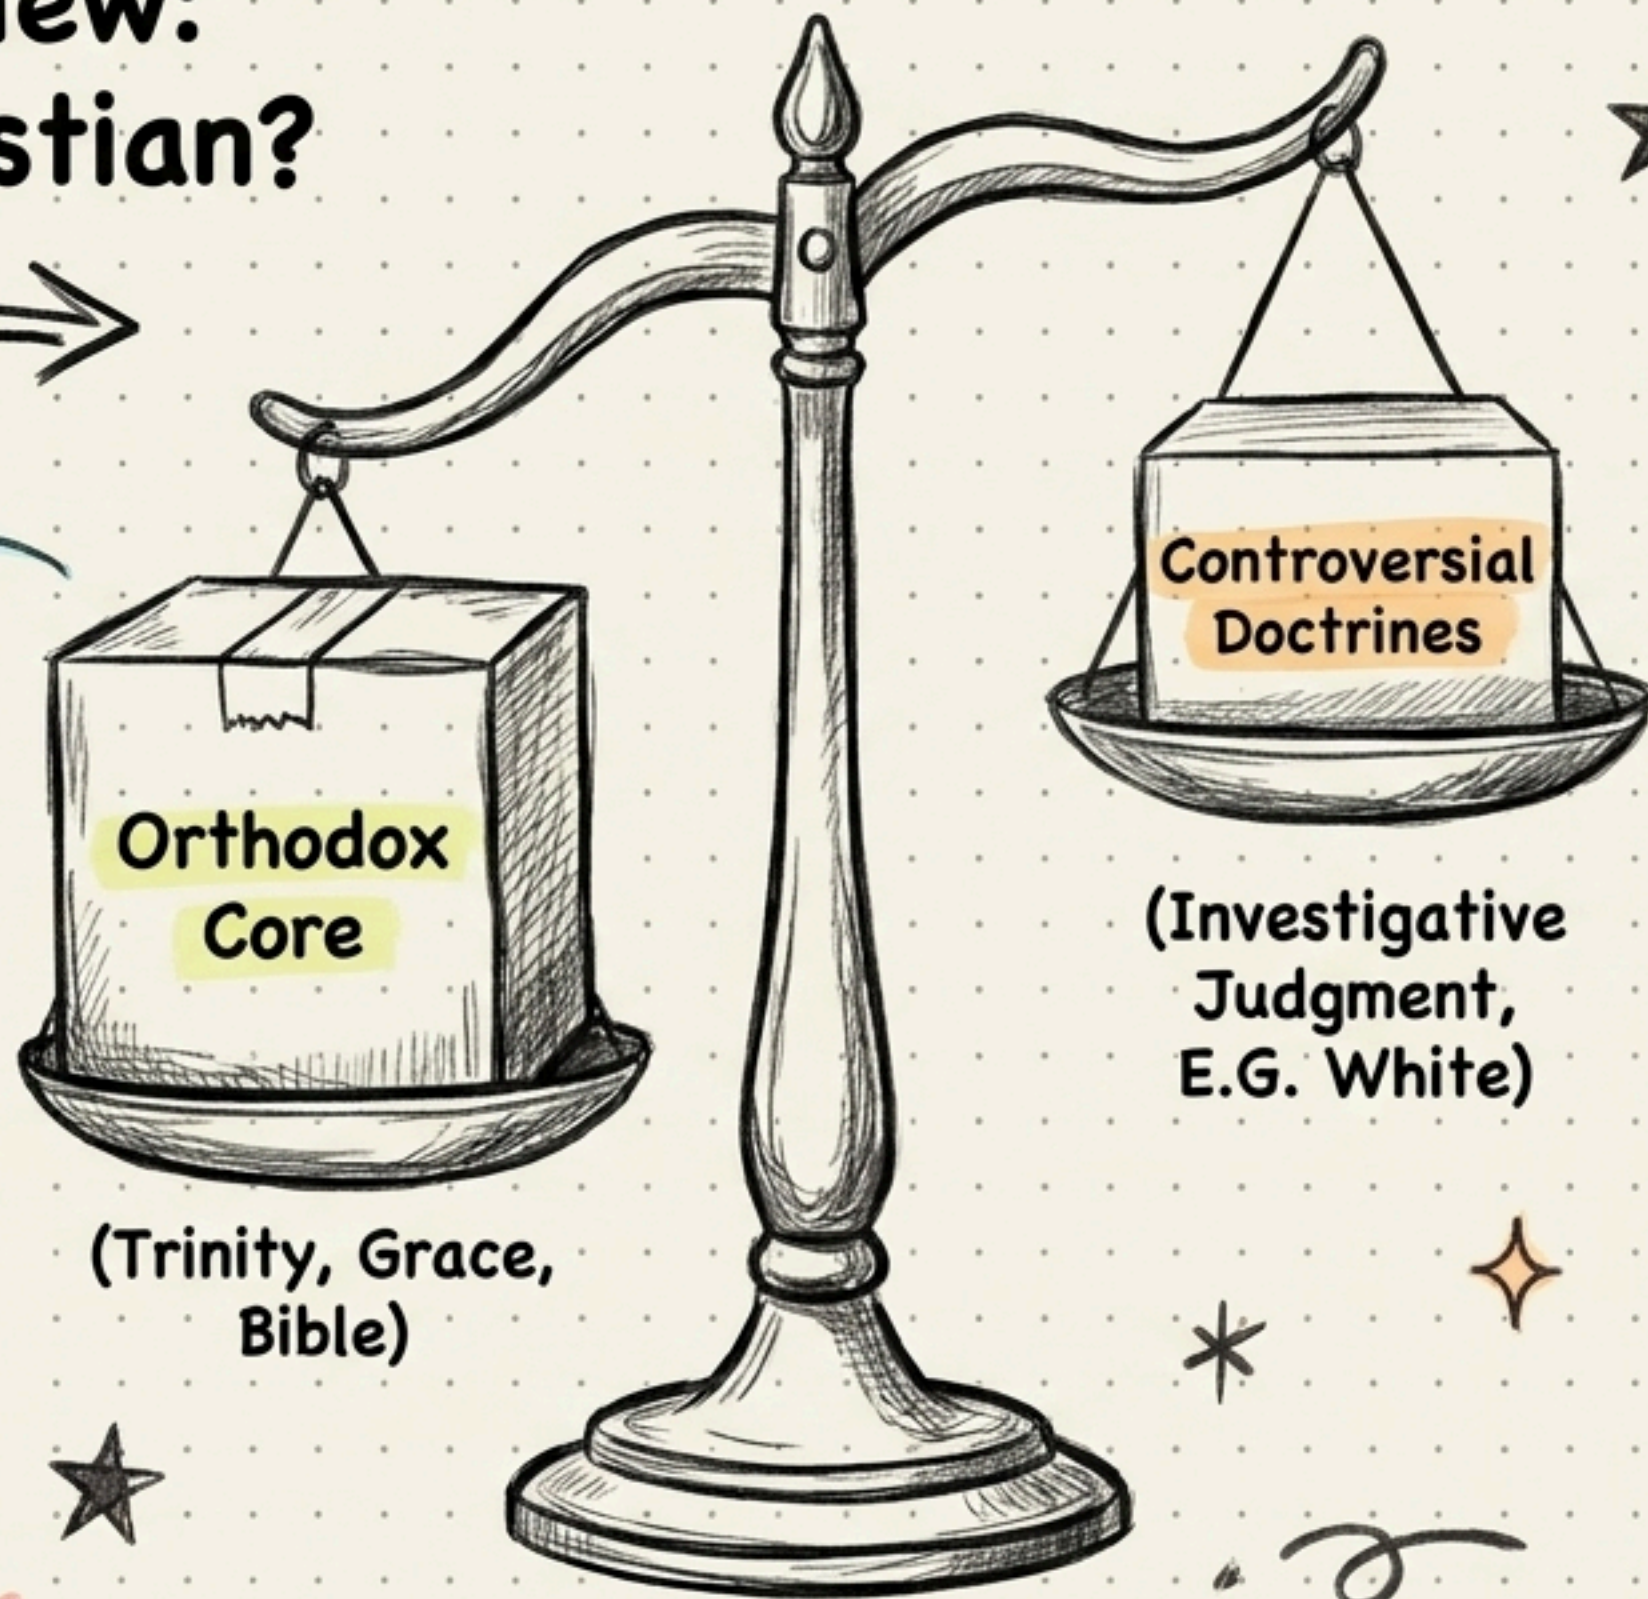 stian?
Controversial
Doctrines
Orthodox
Core
(Investigative
Judgment,
E.G. White)
(Trinity, Grace,
Bible)